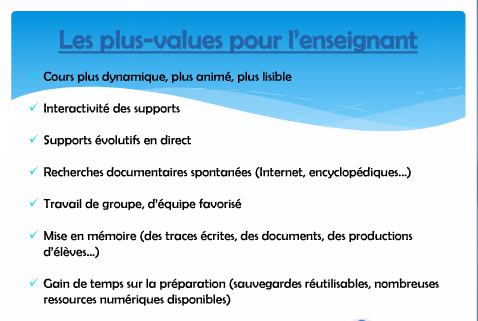 Les plus-values pour l'enseignant
Cours plus dynamique, plus animé, plus lisible
Interactivité des supports
Supports évolutifs en direct
Recherches documentaires spontanées (Internet, encyclopédiques...)
Travail de groupe, d'équipe favorisé
Mise en mémoire (des traces écrites, des documents, des productions
d'élèves...)
Gain de temps sur la préparation (sauvegardes réutilisables, nombreuses
ressources numériques disponibles)